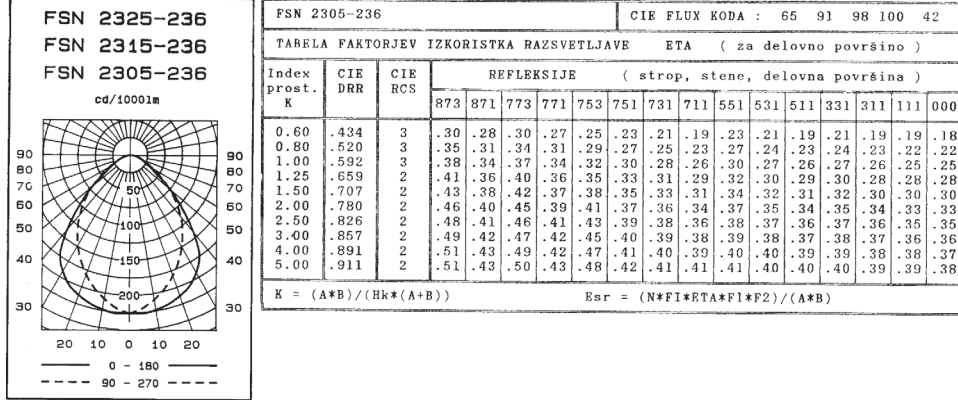 FSN 2325-236
FSN 2315-236
FSN 2305-236
cd/1000lm
90 90
80 80
70 70
60 60
50 50
40 40
30 30
50
100
150
200
20 10 0 10 20
0 - 180
90 - 270
FSN 2305-236 CIE FLUX KODA : 65 91 98 100 42
TABELA FAKTORJEV IZKORISTKA RAZSVETLJAVE ETA ( za delovno površino )
Index CIE CIE REFLEKSIJE ( strop, stene, delovna površina )
prost. DRR RCS
K 873 871 773 771 753 751 731 711 551 531 511 331 311 111 000
0.60 .434 3 .30 .28 .30 .27 .25 .23 .21 .19 .23 .21 .19 .21 .19 .19 .18
0.80 .520 3 .35 .31 .34 .31 .29 .27 .25 .23 .27 .24 .23 .24 .23 .22 .22
1.00 .592 3 .38 .34 .37 .34 .32 .30 .28 .26 .30 .27 .26 .27 .26 .25 .25
1.25 .659 2 .41 .36 .40 .36 .35 .33 .31 .29 .32 .30 .29 .30 .28 .28 .28
1.50 .707 2 .43 .38 .42 .37 .38 .35 .33 .31 .34 .32 .31 .32 .30 .30 .30
2.00 .780 2 .46 .40 .45 .39 .41 .37 .36 .34 .37 .35 .34 .35 .34 .33 .33
2.50 .826 2 .48 .41 .46 .41 .43 .39 .38 .36 .38 .37 .36 .37 .36 .35 .35
3.00 .857 2 .49 .42 .47 .42 .45 .40 .39 .38 .39 .38 .37 .38 .37 .36 .36
4.00 .891 2 .51 .43 .49 .42 .47 .41 .40 .39 .40 .40 .39 .39 .38 .38 .37
5.00 .911 2 .51 .43 .50 .43 .48 .42 .41 .41 .41 .40 .40 .40 .39 .39 .38
K = (A*B)/(Hk*(A+B)) Esr = (N*FI*ETA*F1*F2)/(A*B)